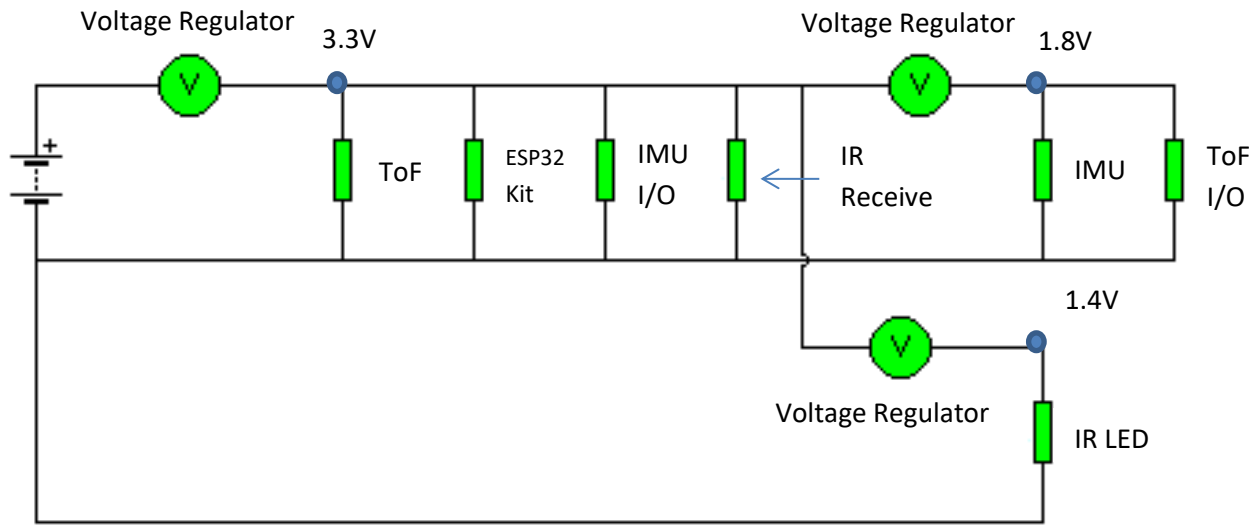 Voltage Regulator
3.3V
Voltage Regulator
1.8V
V
V
+
ToF
ESP32
Kit
IMU
I/O
IR
Receive
IMU
ToF
I/O
1.4V
V
Voltage Regulator
IR LED